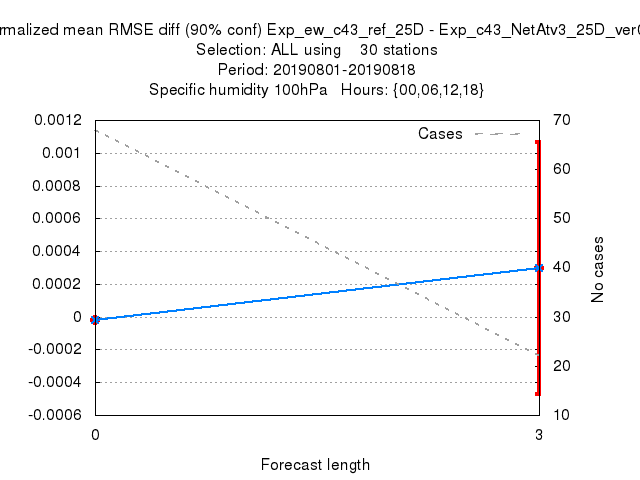 rmalized mean RMSE diff (90% conf) Exp_ew_c43_ref_25D - Exp_c43_NetAtv3_25D_ver
Selection: ALL using 30 stations
Period: 20190801-20190818
Specific humidity 100hPa Hours: {00,06,12,18}
Cases
0.0012
0.001
0.0008
0.0006
0.0004
0.0002
0
-0.0002
-0.0004
-0.0006
70
60
50
40
30
20
10
No cases
0
3
Forecast length